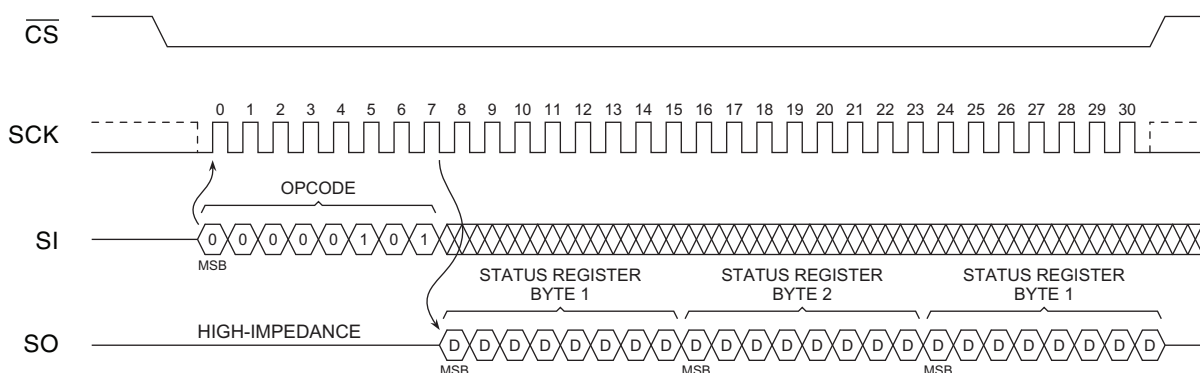 CS
0 1 2 3 4 5 6 7 8 9 10 11 12 13 14 15 16 17 18 19 20 21 22 23 24 25 26 27 28 29 30
SCK
OPCODE
SI 0 0 0 0 0 1 0 1
MSB
STATUS REGISTER
BYTE 1
STATUS REGISTER
BYTE 2
STATUS REGISTER
BYTE 1
HIGH-IMPEDANCE
SO D D D D D D D D D D D D D D D D D D D D D D D D
MSB MSB MSB